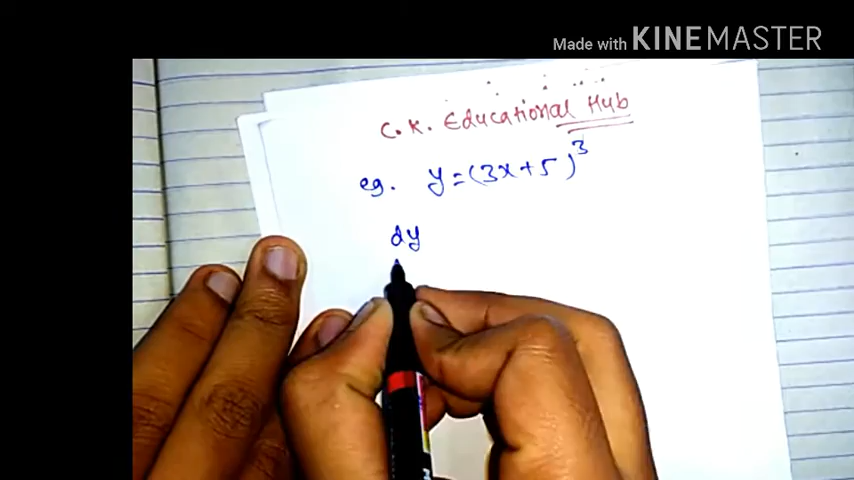 Made with KINEMASTER
C.K. Educational Hub
eg. y=(3x+5)³
dy